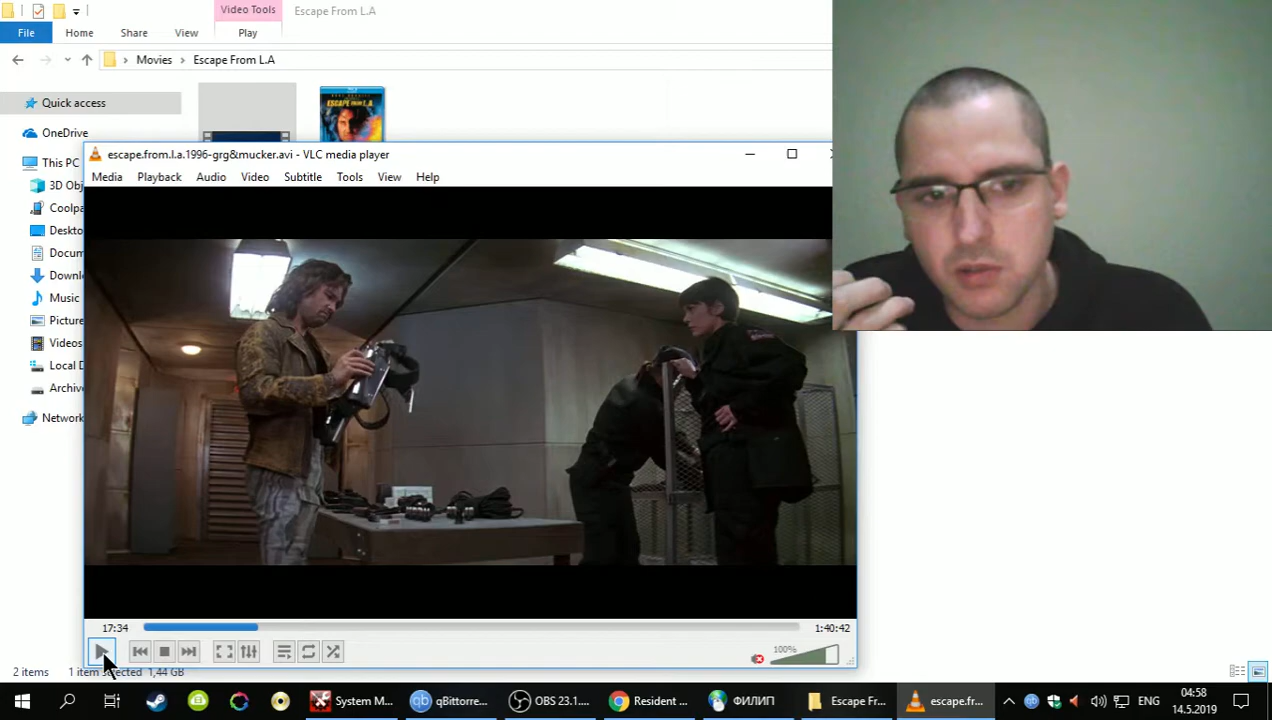 Video Tools
Escape From L.A
File
Home
Share
View
Play
Movies
Escape From L.A
Quick access
OneDrive
This PC
3D Obj
Coolpa
Deskto
Docum
Downl
Music
Picture
Videos
Local D
Archiv
Network
ESCAPE FROM L.A
escape.from.l.a.1996-grg&mucker.avi - VLC media player
Media
Playback
Audio
Video
Subtitle
Tools
View
Help
17:34
1:40:42
100%
2 items
1 item selected 1,44 GB
System M...
qBittorre...
OBS 23.1....
Resident ...
ФИЛИП
Escape Fr...
escape.fr...
ENG
04:58
14.5.2019